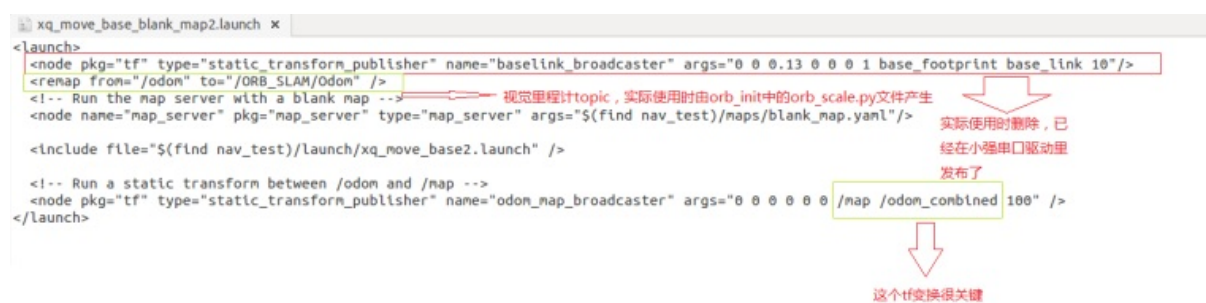 xq_move_base_blank_map2.launch ×
<launch>
<node pkg="tf" type="static_transform_publisher" name="baselink_broadcaster" args="0 0 0.13 0 0 0 1 base_footprint base_link 10"/>
<remap from="/odom" to="/ORB_SLAM/Odom" />
<!-- Run the map server with a blank map -->
视觉里程计topic，实际使用时由orb_init中的orb_scale.py文件产生
<node name="map_server" pkg="map_server" type="map_server" args="$(find nav_test)/maps/blank_map.yaml"/>
实际使用时删除，已
经在小强串口驱动里
发布了
<include file="$(find nav_test)/launch/xq_move_base2.launch" />
<!-- Run a static transform between /odom and /map -->
<node pkg="tf" type="static_transform_publisher" name="odom_map_broadcaster" args="0 0 0 0 0 0 /map /odom_combined 100" />
</launch>
这个tf变换很关键